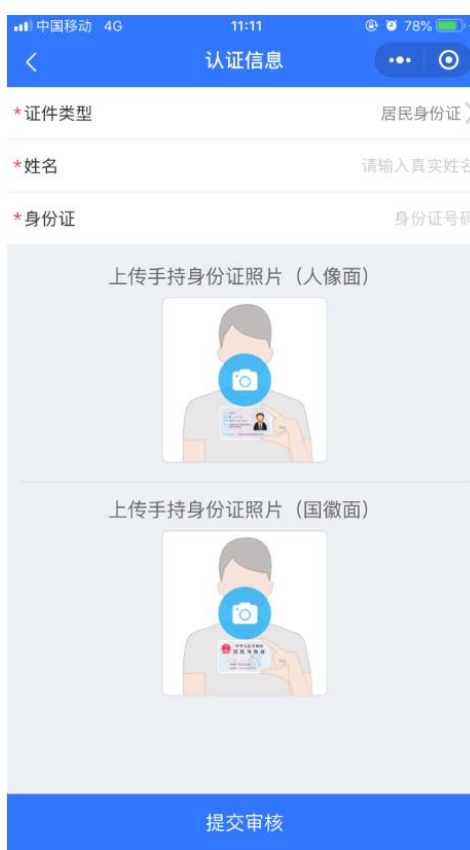 中国移动 4G 11:11 78%
认证信息
*证件类型 居民身份证
*姓名 请输入真实姓名
*身份证 身份证号码
上传手持身份证照片（人像面）
上传手持身份证照片（国徽面）
提交审核